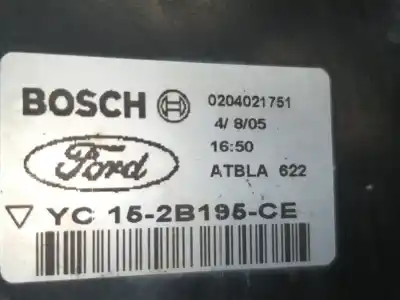 BOSCH
0204021751
4/ 8/05
16:50
Ford
ATBLA 622
YC 15-2B195-CE